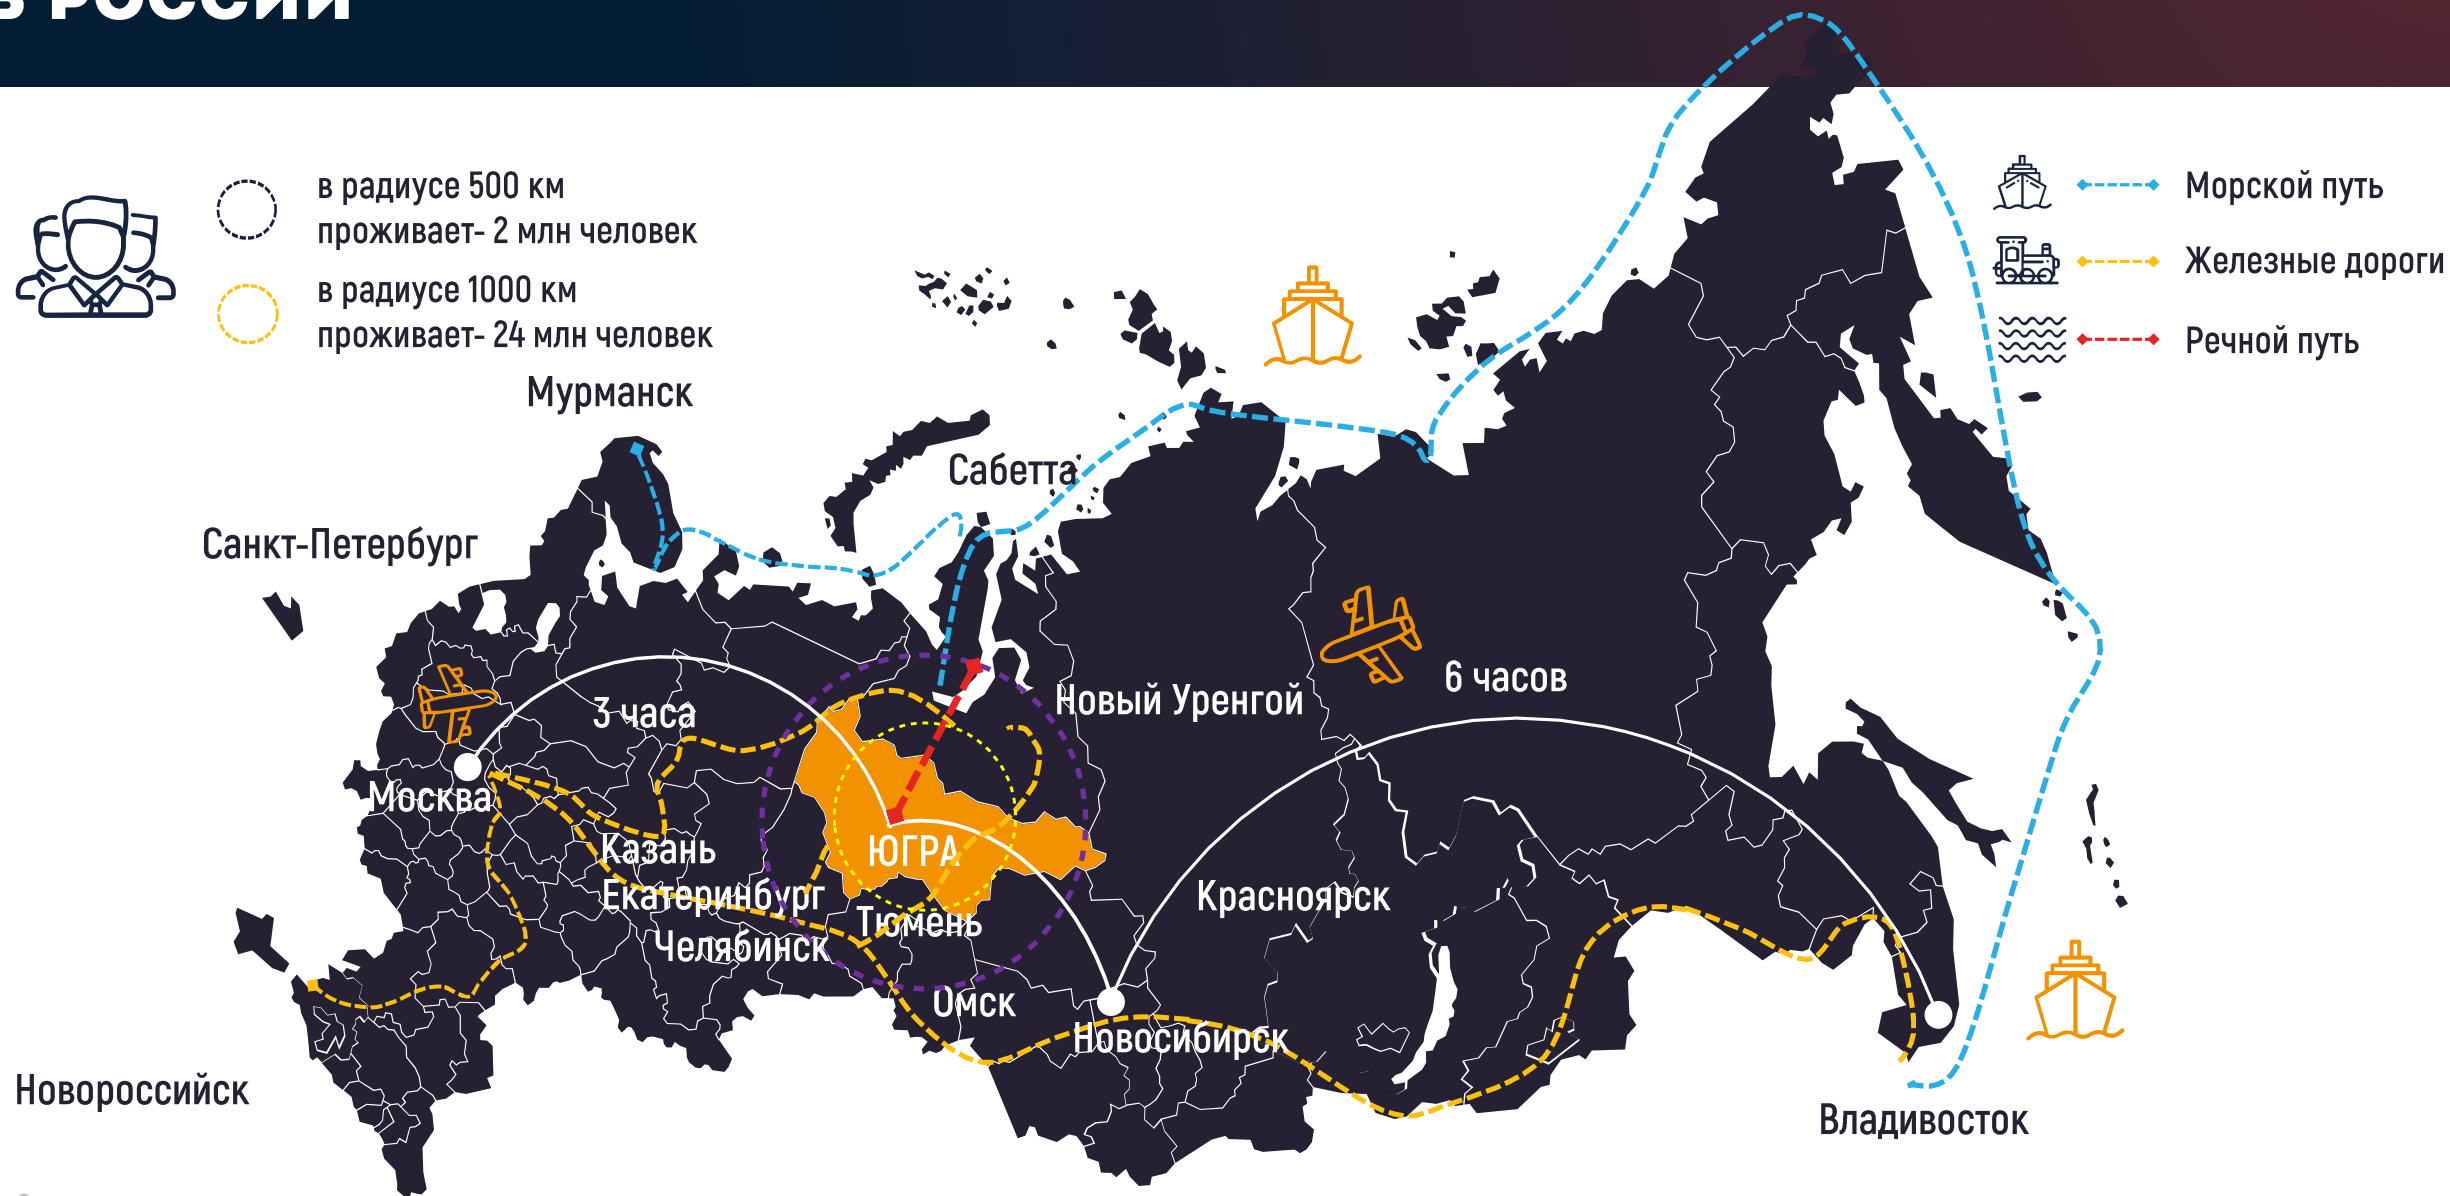 в РОССИИ
в радиусе 500 км
проживает- 2 млн человек
в радиусе 1000 км
проживает- 24 млн человек
Морской путь
Железные дороги
Речной путь
Мурманск
Сабетта
Санкт-Петербург
3 часа
Новый Уренгой
6 часов
Москва
Казань
ЮГРА
Екатеринбург
Тюмень
Красноярск
Челябинск
Омск
Новосибирск
Новороссийск
Владивосток